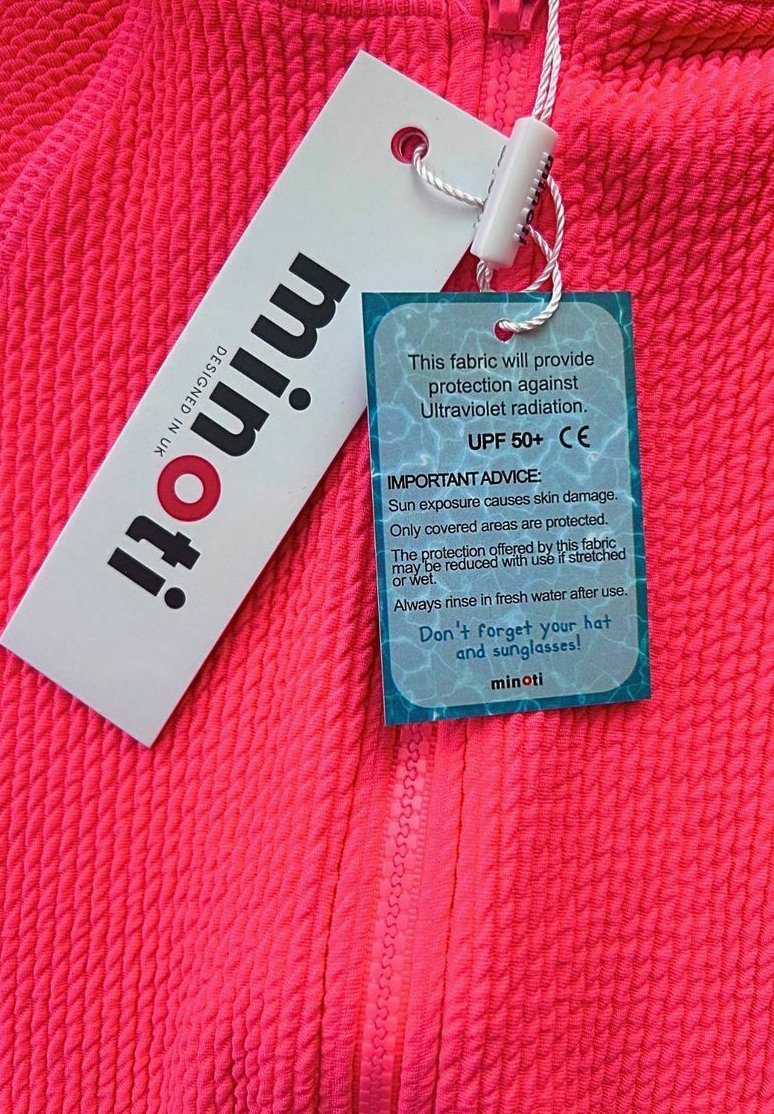 minoti
DESIGNED IN UK
This fabric will provide
protection against
Ultraviolet radiation.
UPF 50+ CE
IMPORTANT ADVICE:
Sun exposure causes skin damage.
Only covered areas are protected.
The protection offered by this fabric
may be reduced with use if stretched
or wet.
Always rinse in fresh water after use.
Don't forget your hat
and sunglasses!
minoti